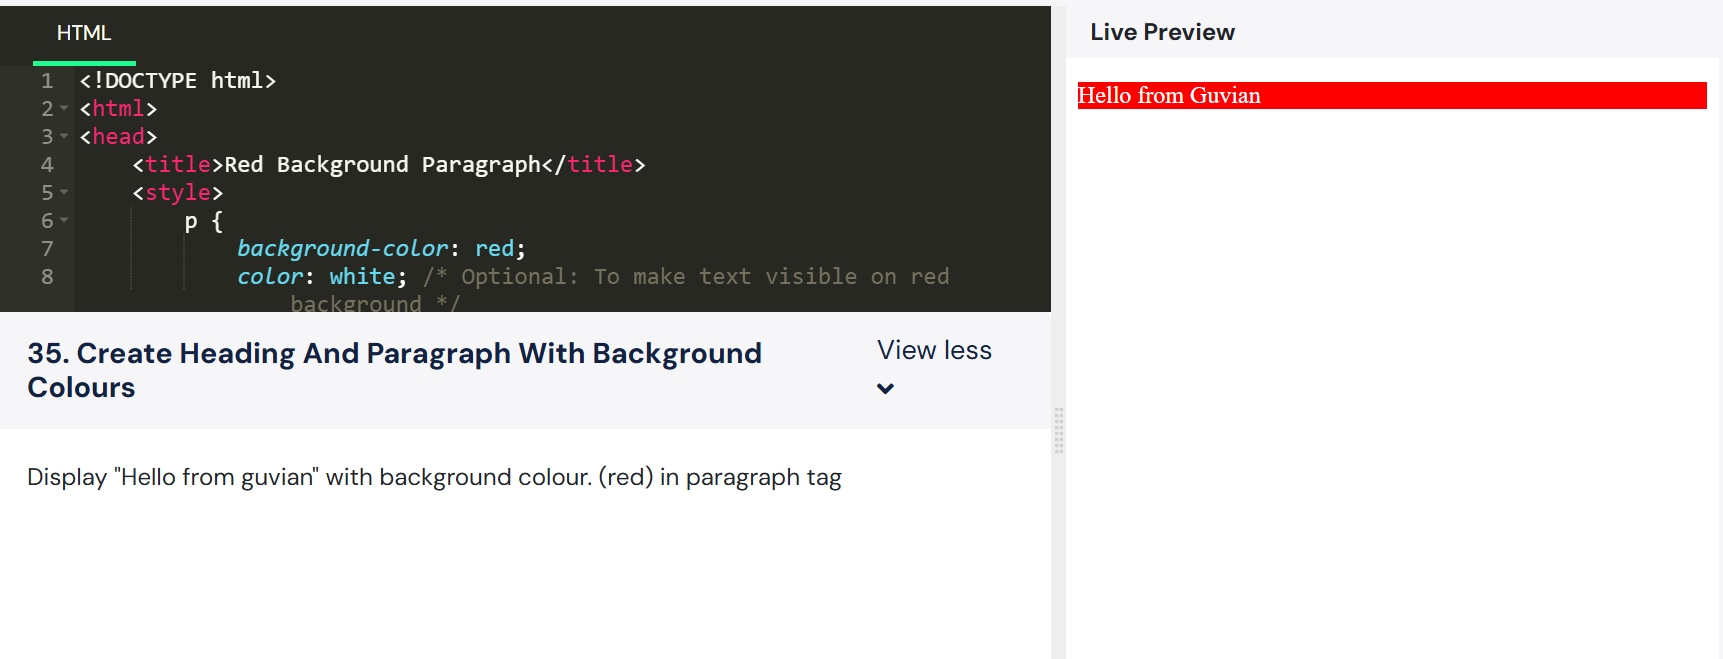 HTML
1 <!DOCTYPE html>
2 <html>
3 <head>
4 <title>Red Background Paragraph</title>
5 <style>
6 p {
7 background-color: red;
8 color: white; /* Optional: To make text visible on red
background */
35. Create Heading And Paragraph With Background
Colours
View less
Display "Hello from guvian" with background colour. (red) in paragraph tag
Live Preview
Hello from Guvian